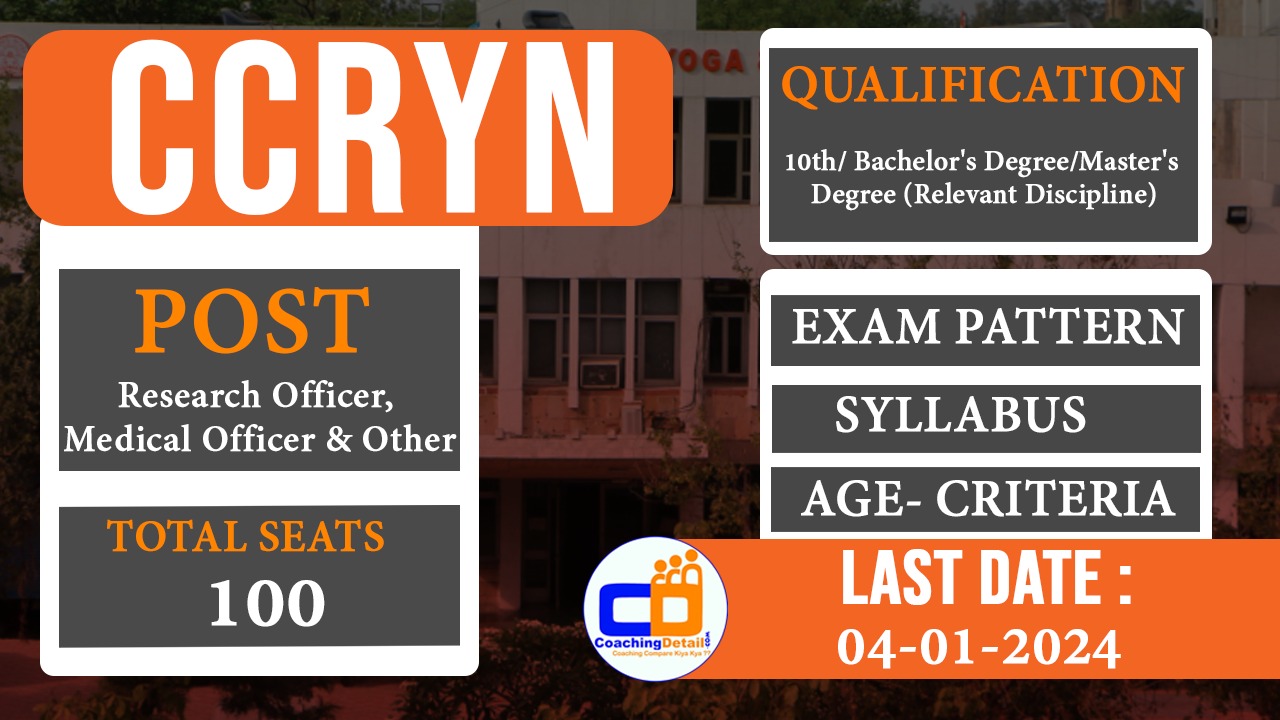 CCRYN
YOGA
POST
Research Officer,
Medical Officer & Other
TOTAL SEATS
100
QUALIFICATION
10th/ Bachelor's Degree/Master's
Degree (Relevant Discipline)
EXAM PATTERN
SYLLABUS
AGE- CRITERIA
LAST DATE :
04-01-2024
CoachingDetail.com
Coaching Compare Kiya Kya ??